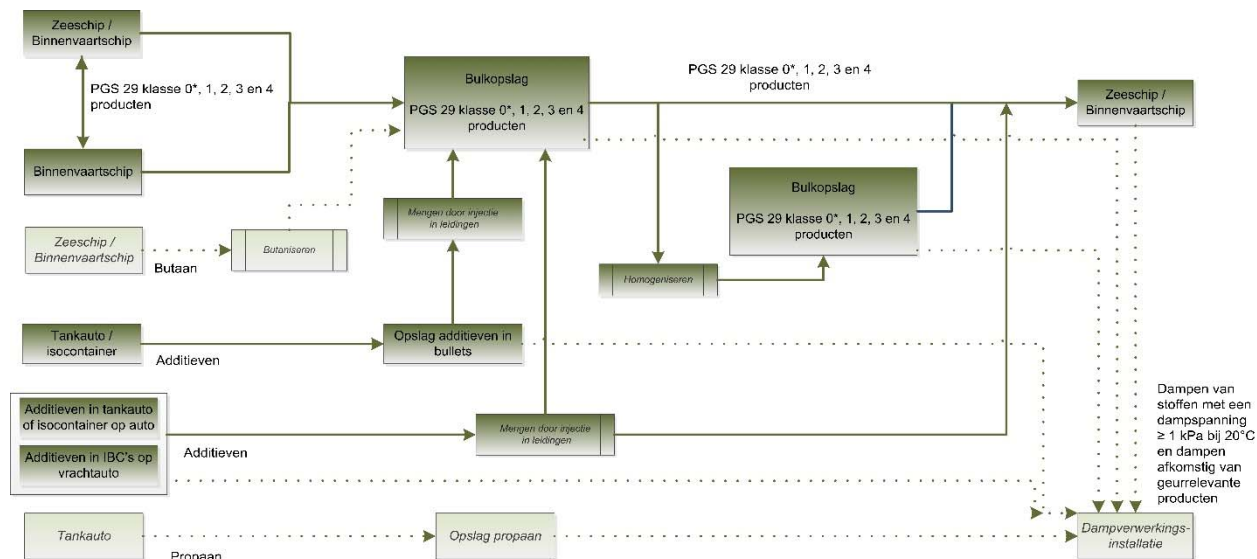 Zeeschip /
Binnenvaartschip
PGS 29 klasse 0*, 1, 2, 3 en 4
producten
Binnenvaartschip
Bulkopslag
PGS 29 klasse 0*, 1, 2, 3 en 4
producten
PGS 29 klasse 0*, 1, 2, 3 en 4
producten
Zeeschip /
Binnenvaartschip
Bulkopslag
PGS 29 klasse 0*, 1, 2, 3 en 4
producten
Mengen door injectie
in leidingen
Zeeschip /
Binnenvaartschip
Butaan
Butaniseren
Homogeniseren
Tankauto /
isocontainer
Additieven
Opslag additieven in
bullets
Additieven in tankauto
of isocontainer op auto
Additieven in IBC's op
vrachtauto
Additieven
Mengen door injectie
in leidingen
Dampen van
stoffen met een
dampspanning
≥ 1 kPa bij 20°C
en dampen
afkomstig van
geurrelevante
producten
Tankauto
Propaan
Opslag propaan
Dampverwerkings-
installatie